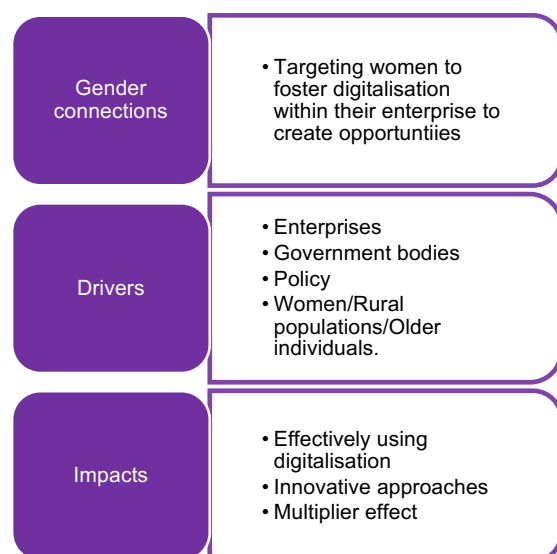 Gender
connections
• Targeting women to
foster digitalisation
within their enterprise to
create opportuntiies
Drivers
• Enterprises
• Government bodies
• Policy
• Women/Rural
populations/Older
individuals.
Impacts
• Effectively using
digitalisation
• Innovative approaches
• Multiplier effect